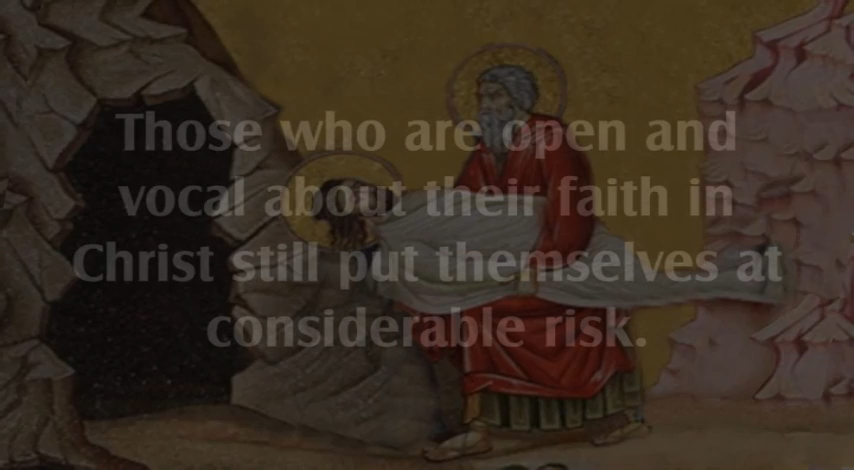 Those who are open and
vocal about their faith in
Christ still put themselves at
considerable risk.